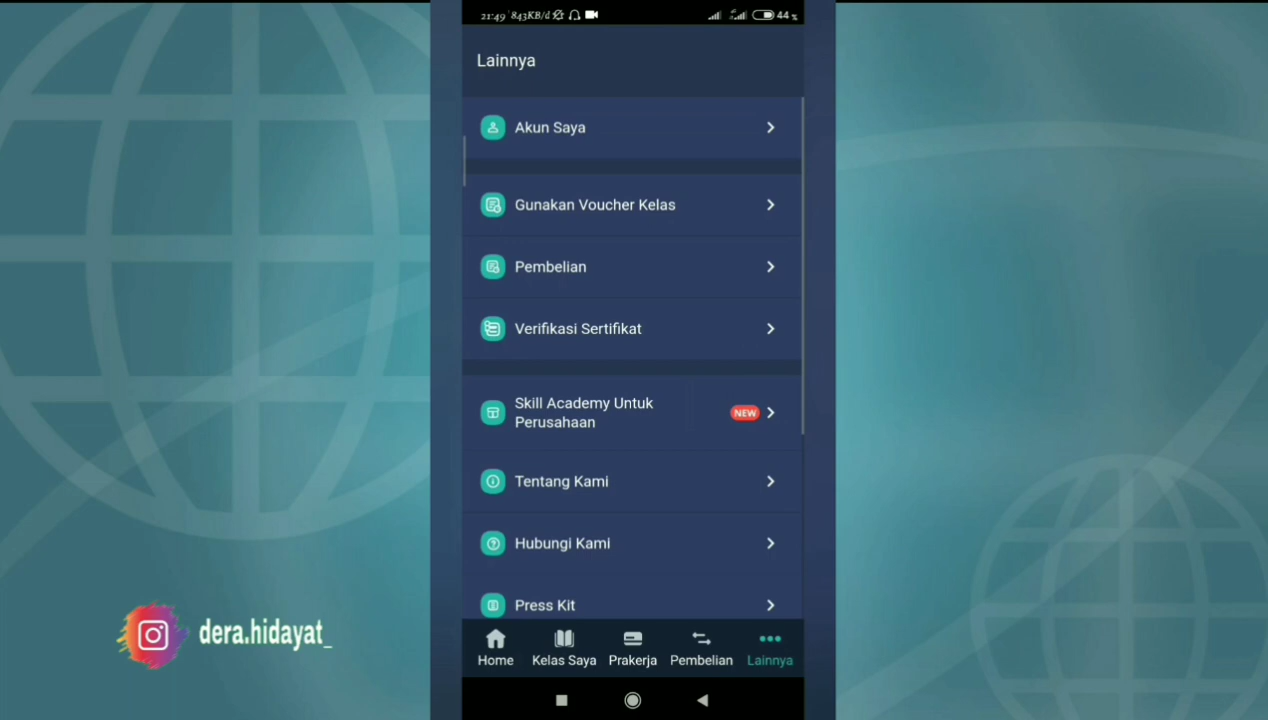 21:49 843KB/d 44 %
Lainnya
Akun Saya
Gunakan Voucher Kelas
Pembelian
Verifikasi Sertifikat
Skill Academy Untuk
Perusahaan
NEW
Tentang Kami
Hubungi Kami
Press Kit
Home Kelas Saya Prakerja Pembelian Lainnya
dera.hidayat_